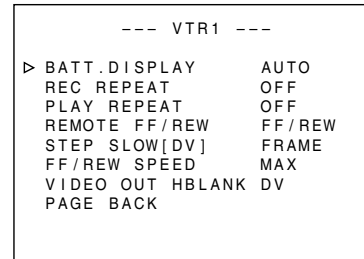 --- VTR1 ---
BATT.DISPLAY AUTO
REC REPEAT OFF
PLAY REPEAT OFF
REMOTE FF/REW FF/REW
STEP SLOW[DV] FRAME
FF/REW SPEED MAX
VIDEO OUT HBLANK DV
PAGE BACK